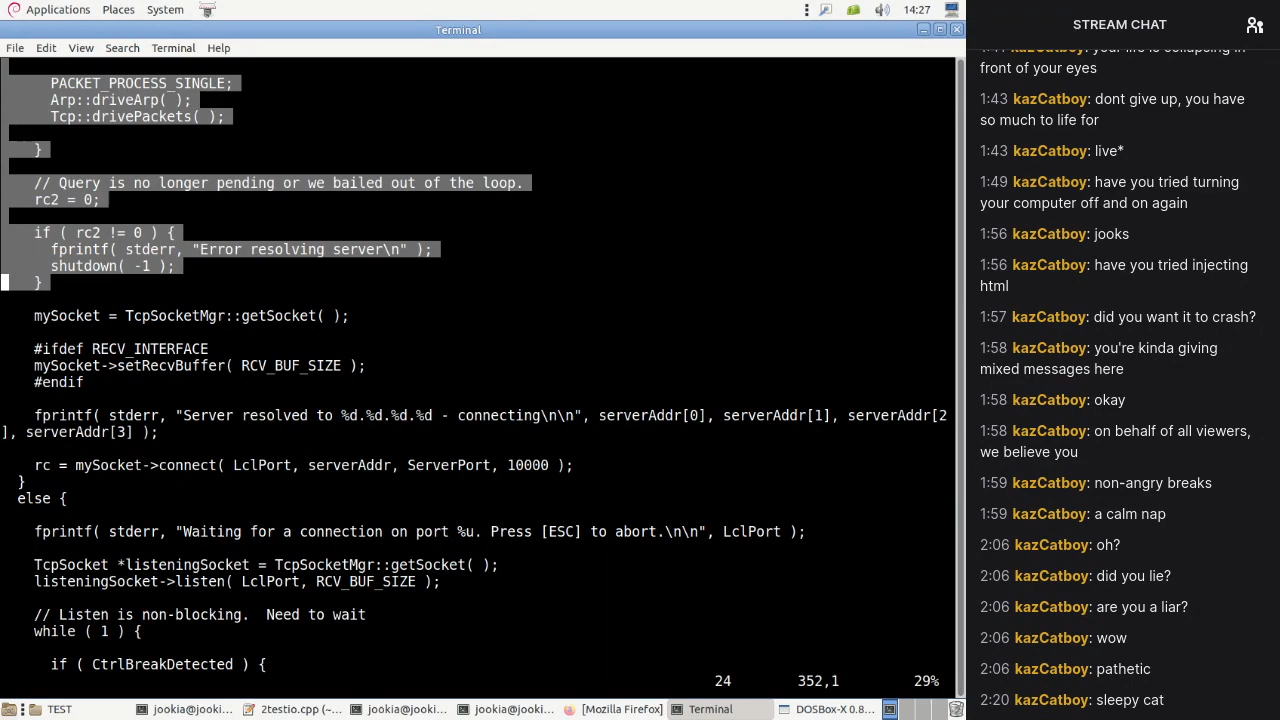 Applications Places System 14:27
Terminal
File Edit View Search Terminal Help
PACKET_PROCESS_SINGLE;
Arp::driveArp( );
Tcp::drivePackets( );
}
// Query is no longer pending or we bailed out of the loop.
rc2 = 0;
if ( rc2 != 0 ) {
fprintf( stderr, "Error resolving server\n" );
shutdown( -1 );
}
mySocket = TcpSocketMgr::getSocket( );
#ifdef RECV_INTERFACE
mySocket->setRecvBuffer( RCV_BUF_SIZE );
#endif
fprintf( stderr, "Server resolved to %d.%d.%d.%d - connecting\n\n", serverAddr[0], serverAddr[1], serverAddr[2
], serverAddr[3] );
rc = mySocket->connect( LclPort, serverAddr, ServerPort, 10000 );
}
else {
fprintf( stderr, "Waiting for a connection on port %u. Press [ESC] to abort.\n\n", LclPort );
TcpSocket *listeningSocket = TcpSocketMgr::getSocket( );
listeningSocket->listen( LclPort, RCV_BUF_SIZE );
// Listen is non-blocking.  Need to wait
while ( 1 ) {
if ( CtrlBreakDetected ) {
24 352,1 29%
TEST jookia@jooki... 2testio.cpp (~... jookia@jooki... jookia@jooki... [Mozilla Firefox] Terminal DOSBox-X 0.8...
STREAM CHAT
1:41 kazCatboy: your life is collapsing in
front of your eyes
1:43 kazCatboy: dont give up, you have
so much to life for
1:43 kazCatboy: live*
1:49 kazCatboy: have you tried turning
your computer off and on again
1:56 kazCatboy: jooks
1:56 kazCatboy: have you tried injecting
html
1:57 kazCatboy: did you want it to crash?
1:58 kazCatboy: you're kinda giving
mixed messages here
1:58 kazCatboy: okay
1:58 kazCatboy: on behalf of all viewers,
we believe you
1:59 kazCatboy: non-angry breaks
1:59 kazCatboy: a calm nap
2:06 kazCatboy: oh?
2:06 kazCatboy: did you lie?
2:06 kazCatboy: are you a liar?
2:06 kazCatboy: wow
2:06 kazCatboy: pathetic
2:20 kazCatboy: sleepy cat